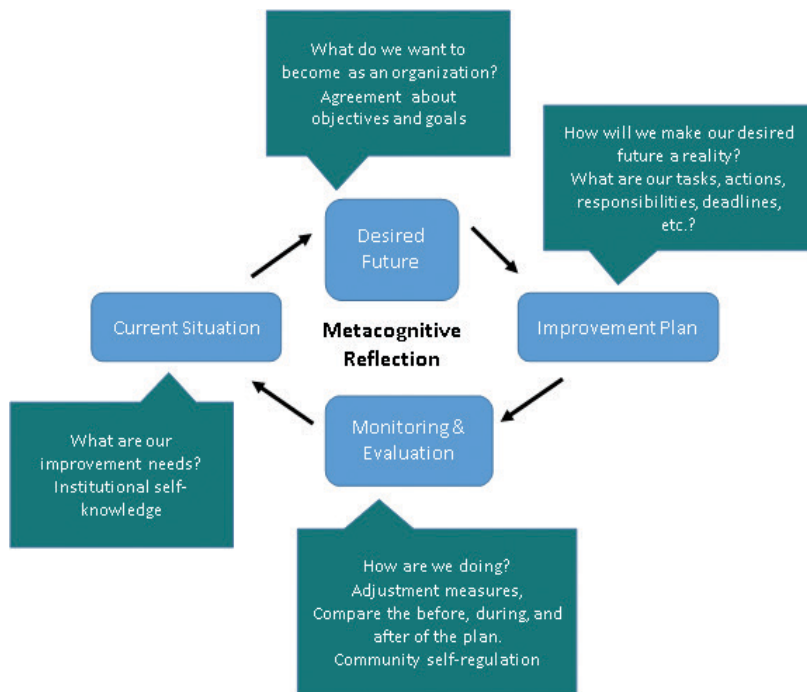 What do we want to
become as an organization?
Agreement about
objectives and goals
How will we make our desired
future a reality?
What are our tasks, actions,
responsibilities, deadlines,
etc.?
Desired
Future
Current Situation
Improvement Plan
Metacognitive
Reflection
Monitoring &
Evaluation
What are our
improvement needs?
Institutional self-
knowledge
How are we doing?
Adjustment measures,
Compare the before, during, and
after of the plan.
Community self-regulation